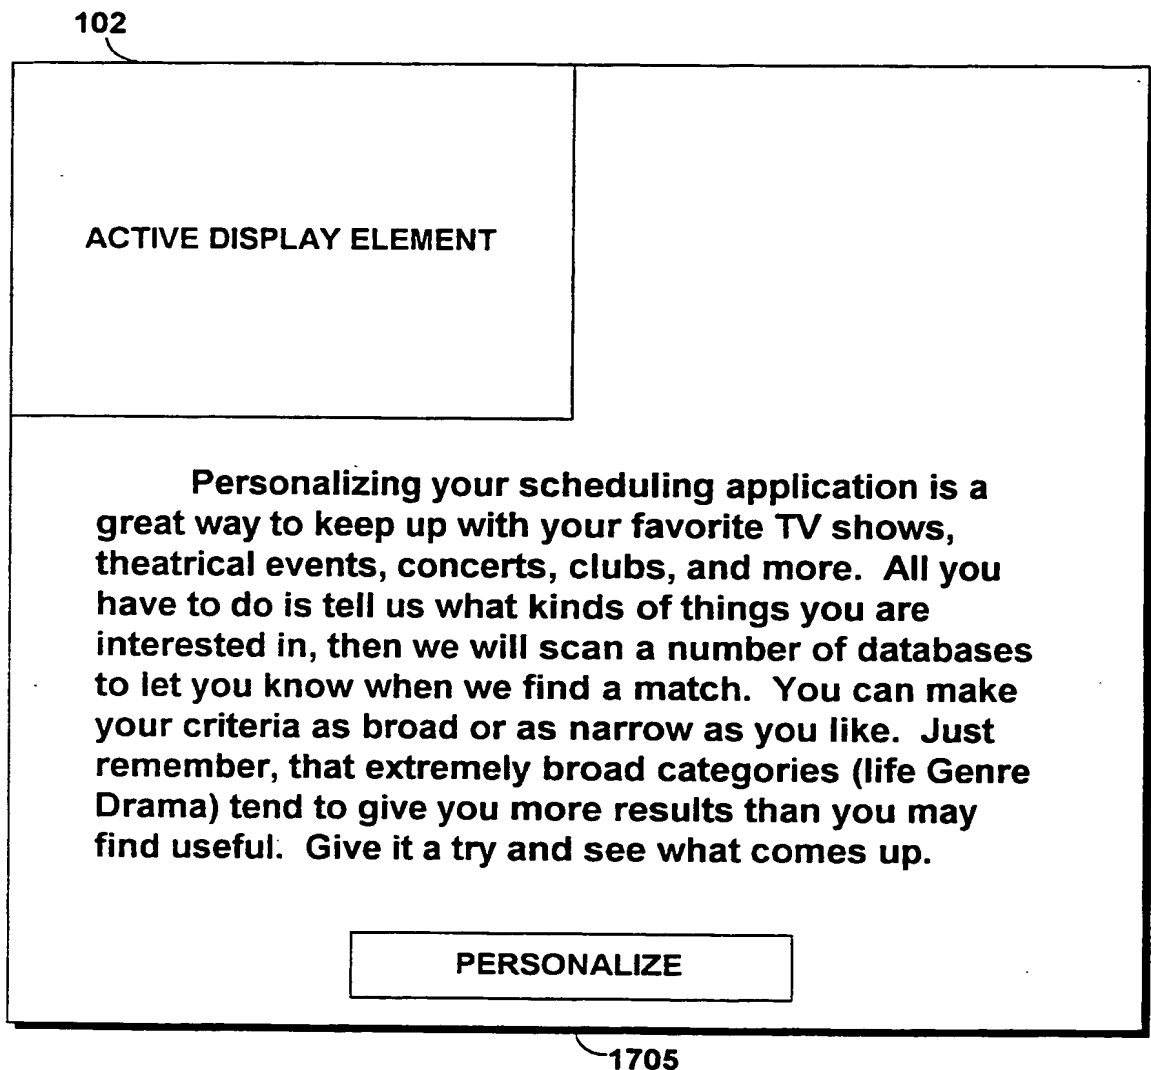 102
ACTIVE DISPLAY ELEMENT
Personalizing your scheduling application is a
great way to keep up with your favorite TV shows,
theatrical events, concerts, clubs, and more. All you
have to do is tell us what kinds of things you are
interested in, then we will scan a number of databases
to let you know when we find a match. You can make
your criteria as broad or as narrow as you like. Just
remember, that extremely broad categories (life Genre
Drama) tend to give you more results than you may
find useful. Give it a try and see what comes up.
PERSONALIZE
1705